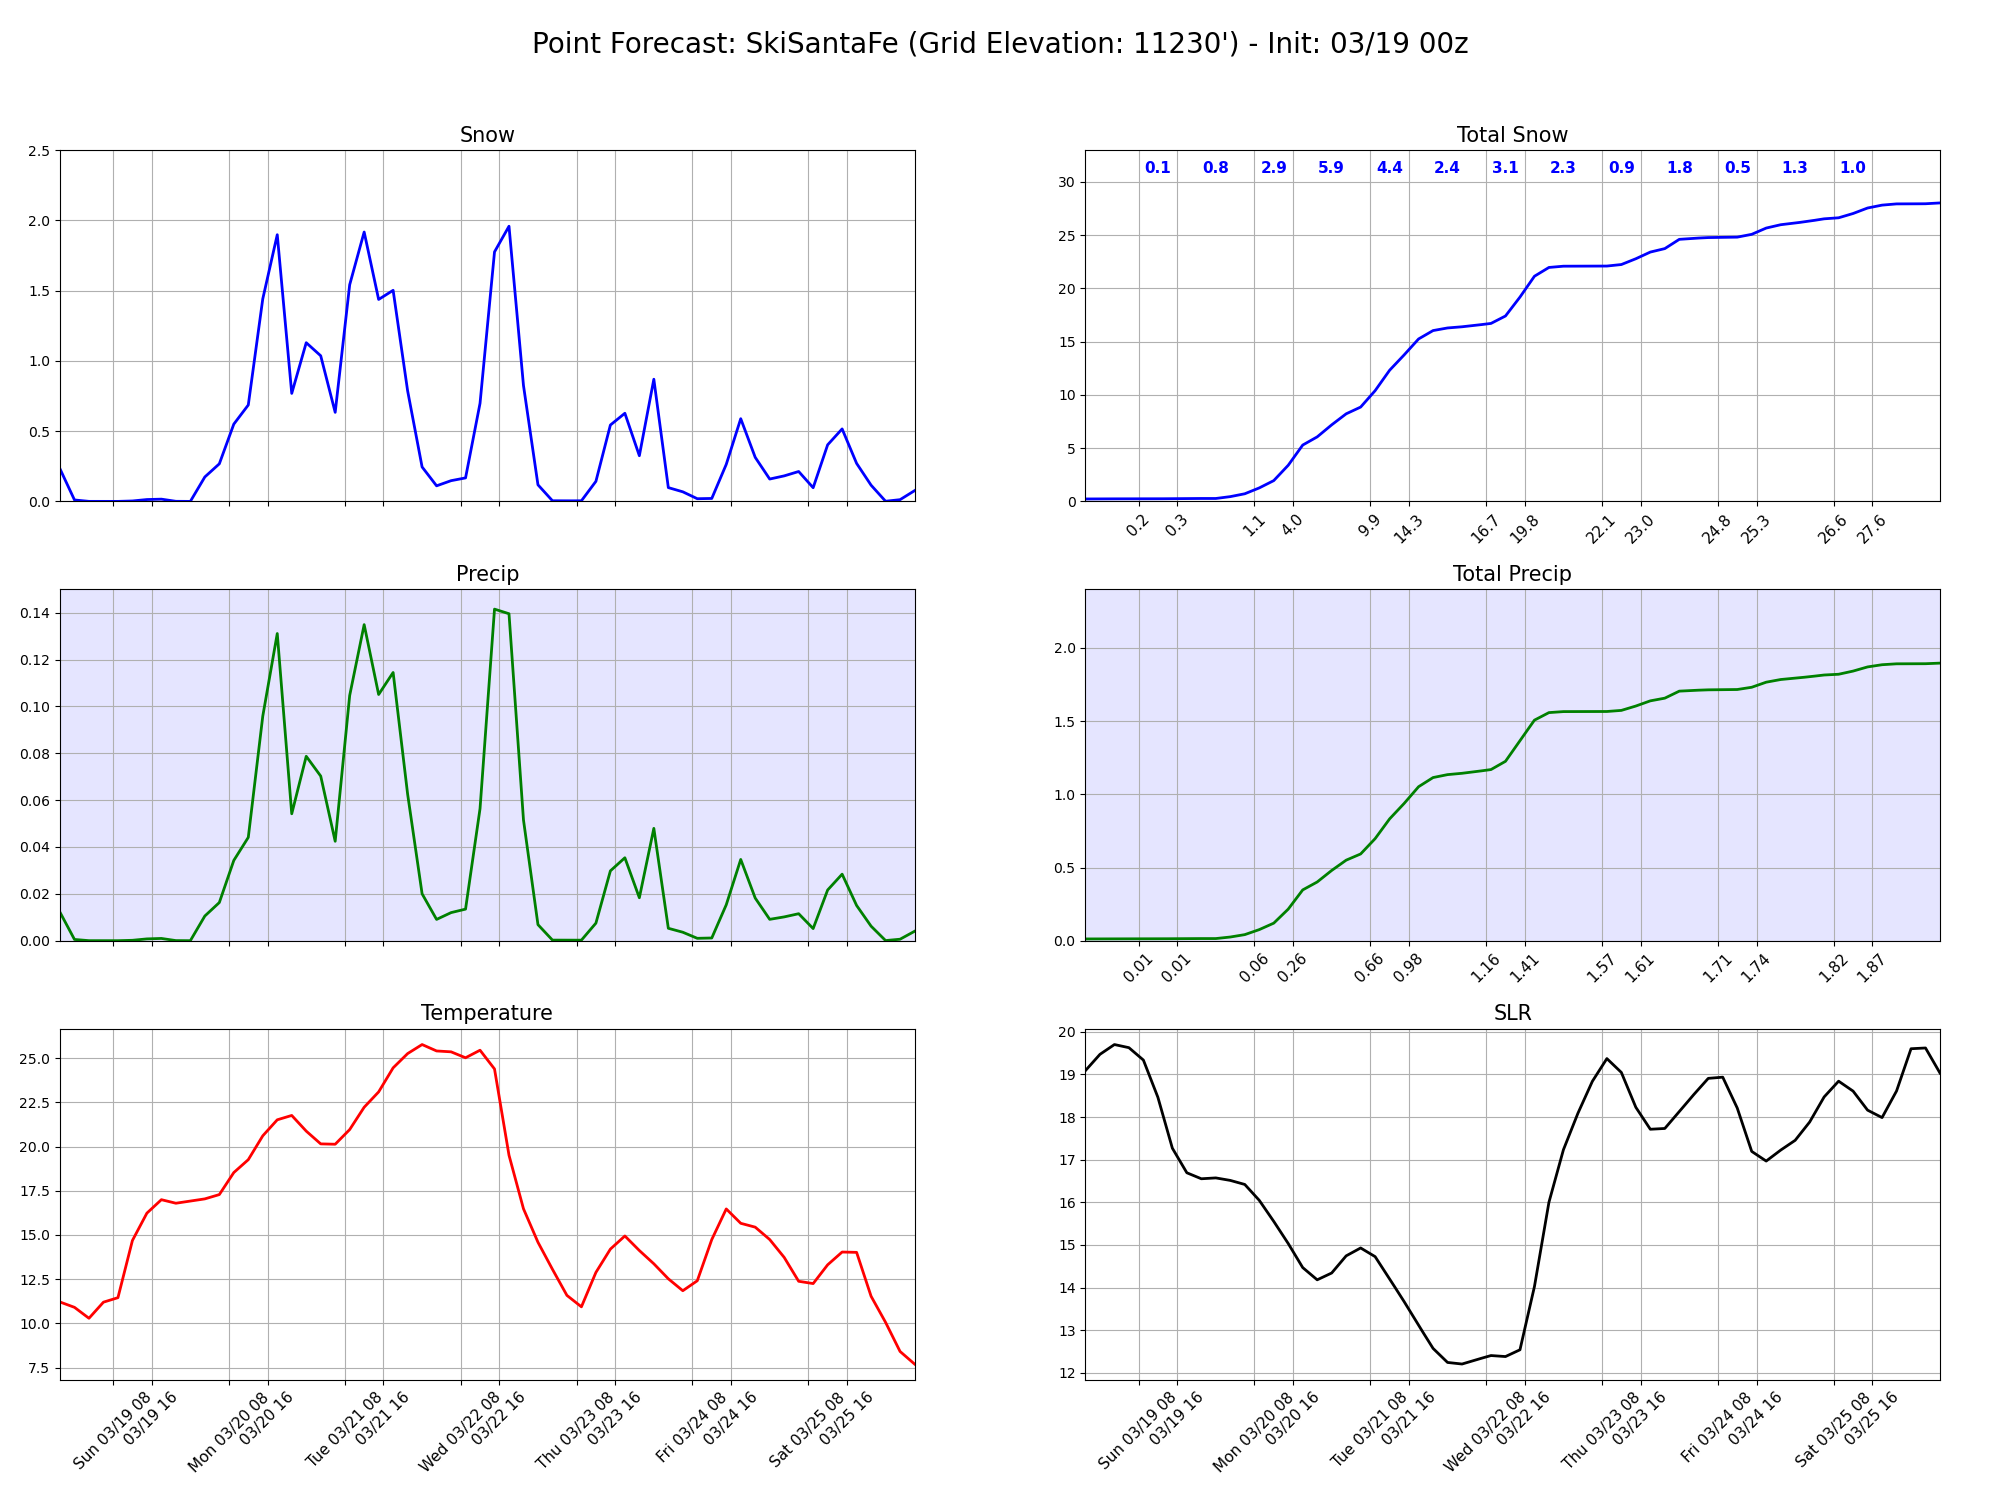 Point Forecast: SkiSantaFe (Grid Elevation: 11230') - Init: 03/19 00z
Snow
2.5
2.0
1.5
1.0
0.5
0.0
Total Snow
0.1 0.8 2.9 5.9 4.4 2.4 3.1 2.3 0.9 1.8 0.5 1.3 1.0
30
25
20
15
10
5
0
0.2 0.3 1.1 4.0 9.9 14.3 16.7 19.8 22.1 23.0 24.8 25.3 26.6 27.6
Precip
0.14
0.12
0.10
0.08
0.06
0.04
0.02
0.00
Total Precip
2.0
1.5
1.0
0.5
0.0
0.01 0.01 0.06 0.26 0.66 0.98 1.16 1.41 1.57 1.61 1.71 1.74 1.82 1.87
Temperature
25.0
22.5
20.0
17.5
15.0
12.5
10.0
7.5
Sun 03/19 08
03/19 16
Mon 03/20 08
03/20 16
Tue 03/21 08
03/21 16
Wed 03/22 08
03/22 16
Thu 03/23 08
03/23 16
Fri 03/24 08
03/24 16
Sat 03/25 08
03/25 16
SLR
20
19
18
17
16
15
14
13
12
Sun 03/19 08
03/19 16
Mon 03/20 08
03/20 16
Tue 03/21 08
03/21 16
Wed 03/22 08
03/22 16
Thu 03/23 08
03/23 16
Fri 03/24 08
03/24 16
Sat 03/25 08
03/25 16